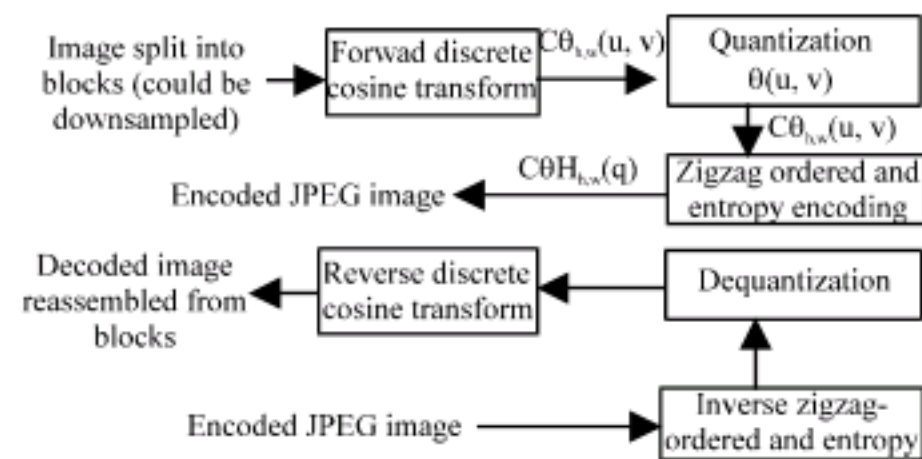 Image split into
blocks (could be
downsampled)
Forwad discrete
cosine transform
Cθh,w(u, v)
Quantization
θ(u, v)
Cθh,w(u, v)
Zigzag ordered and
entropy encoding
CθHh,w(q)
Encoded JPEG image
Decoded image
reassembled from
blocks
Reverse discrete
cosine transform
Dequantization
Encoded JPEG image
Inverse zigzag-
ordered and entropy